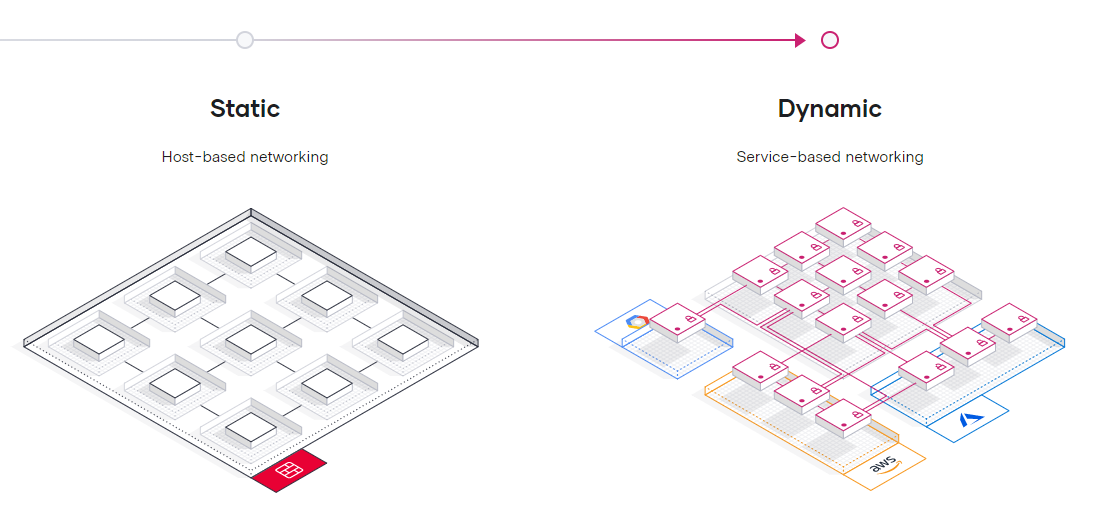 Static
Dynamic
Host-based networking
Service-based networking
aws